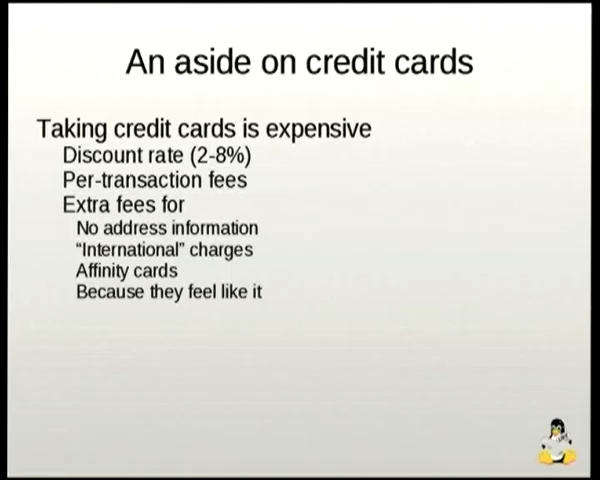 An aside on credit cards
Taking credit cards is expensive
Discount rate (2-8%)
Per-transaction fees
Extra fees for
No address information
“International” charges
Affinity cards
Because they feel like it